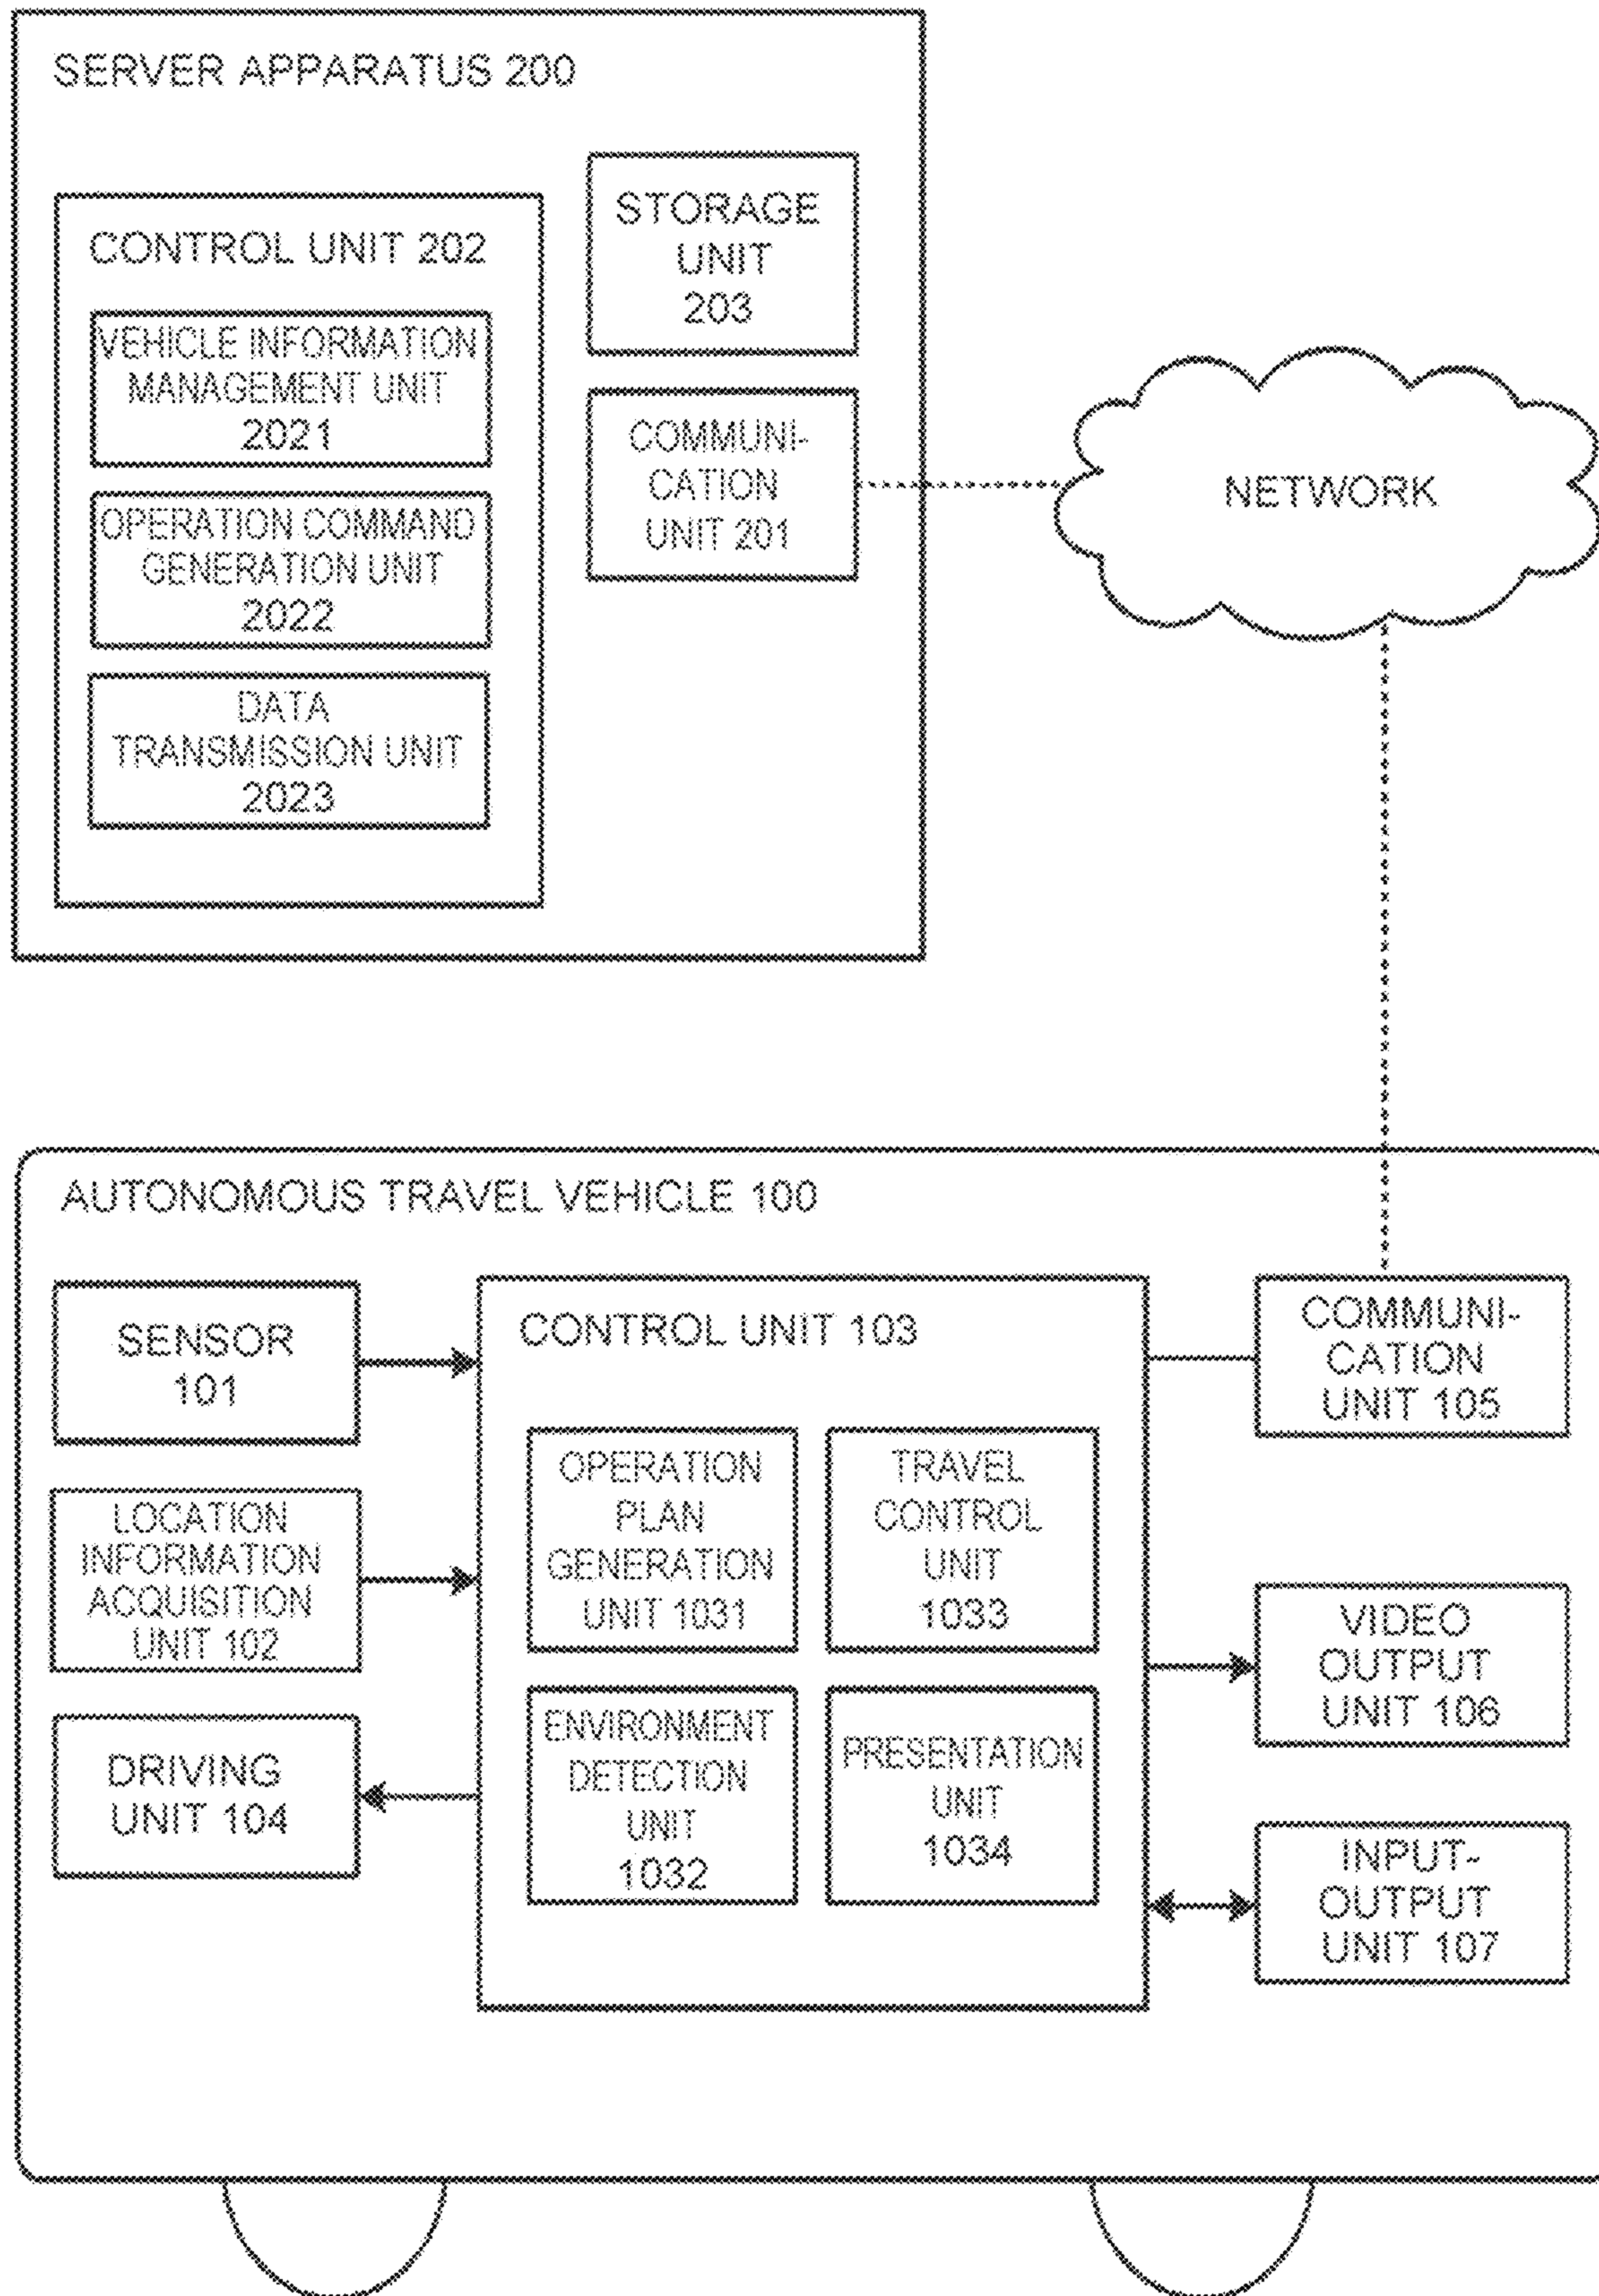 SERVER APPARATUS 200
CONTROL UNIT 202
VEHICLE INFORMATION
MANAGEMENT UNIT
2021
OPERATION COMMAND
GENERATION UNIT
2022
DATA
TRANSMISSION UNIT
2023
STORAGE
UNIT
203
COMMUNI-
CATION
UNIT 201
NETWORK
AUTONOMOUS TRAVEL VEHICLE 100
SENSOR
101
LOCATION
INFORMATION
ACQUISITION
UNIT 102
DRIVING
UNIT 104
CONTROL UNIT 103
OPERATION
PLAN
GENERATION
UNIT 1031
TRAVEL
CONTROL
UNIT
1033
ENVIRONMENT
DETECTION
UNIT
1032
PRESENTATION
UNIT
1034
COMMUNI-
CATION
UNIT 105
VIDEO
OUTPUT
UNIT 106
INPUT-
OUTPUT
UNIT 107